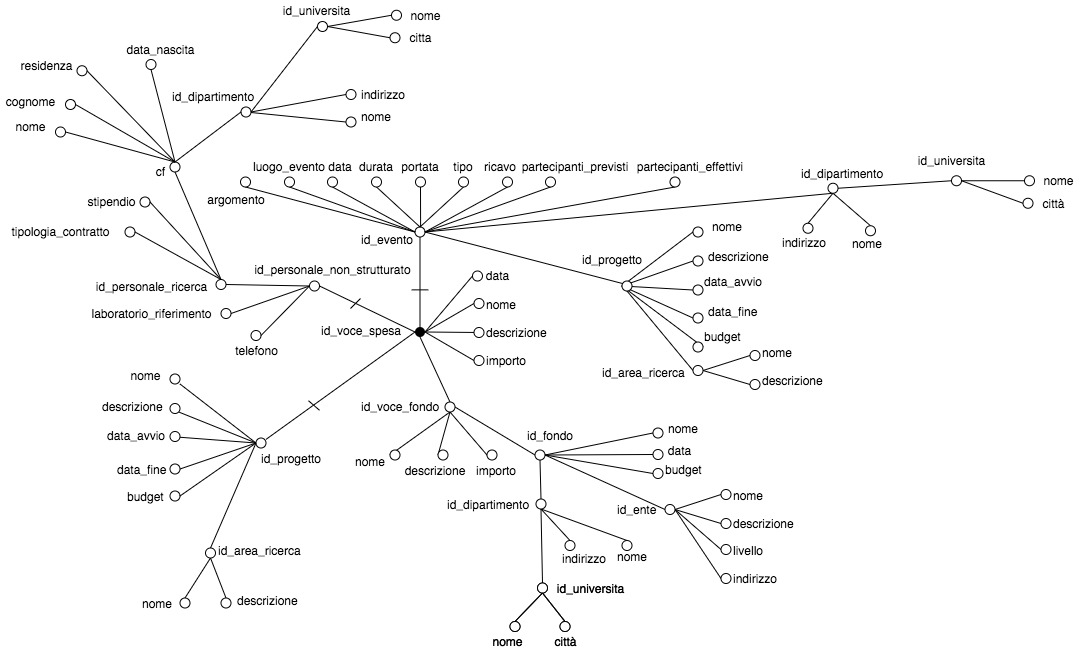 id_universita
nome
citta
data_nascita
residenza
id_dipartimento
indirizzo
cognome
nome
nome
cf
luogo_evento data durata portata tipo ricavo partecipanti_previsti partecipanti_effettivi
argomento
id_dipartimento
id_universita
nome
città
stipendio
tipologia_contratto
id_evento
nome
indirizzo
nome
id_progetto
descrizione
id_personale_ricerca
id_personale_non_strutturato
data
data_avvio
laboratorio_riferimento
nome
data_fine
id_voce_spesa
descrizione
budget
telefono
importo
nome
id_area_ricerca
descrizione
nome
descrizione
id_voce_fondo
data_avvio
id_fondo
nome
data
id_progetto
nome
descrizione
importo
budget
data_fine
budget
id_dipartimento
id_ente
nome
descrizione
id_area_ricerca
indirizzo
nome
livello
indirizzo
id_universita
nome
descrizione
nome
città